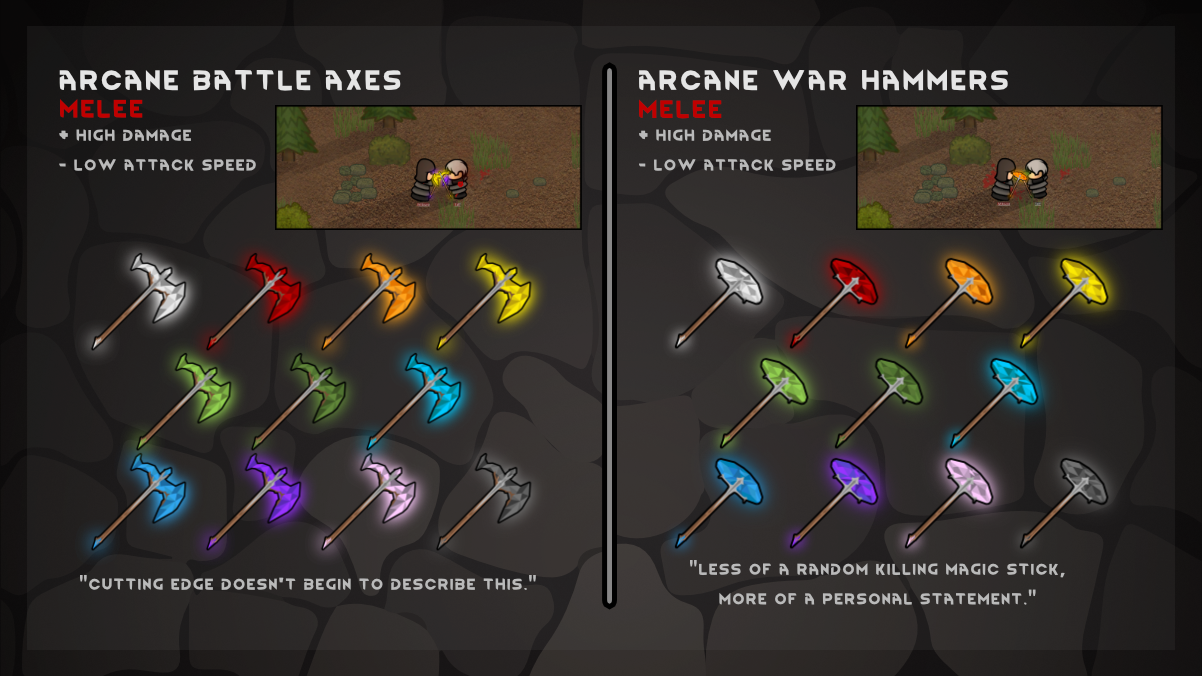 ARCANE BATTLE AXES
MELEE
+ HIGH DAMAGE
- LOW ATTACK SPEED
"CUTTING EDGE DOESN'T BEGIN TO DESCRIBE THIS."
ARCANE WAR HAMMERS
MELEE
+ HIGH DAMAGE
- LOW ATTACK SPEED
"LESS OF A RANDOM KILLING MAGIC STICK,
MORE OF A PERSONAL STATEMENT."